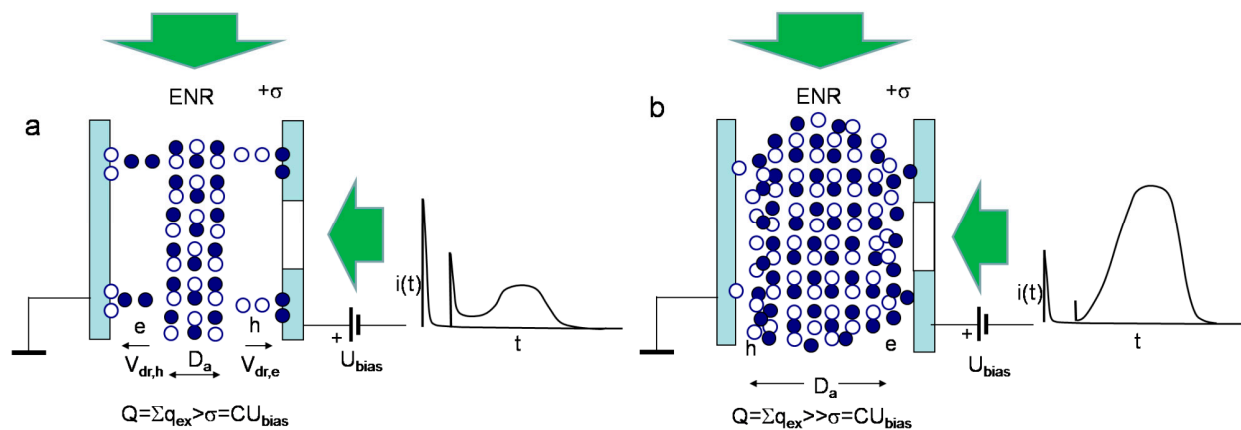 a
ENR
+σ
e
h
V_dr,h
D_a
V_dr,e
+
U_bias
i(t)
t
Q=Σq_ex>σ=CU_bias
b
ENR
+σ
h
e
D_a
+
U_bias
i(t)
t
Q=Σq_ex>>σ=CU_bias